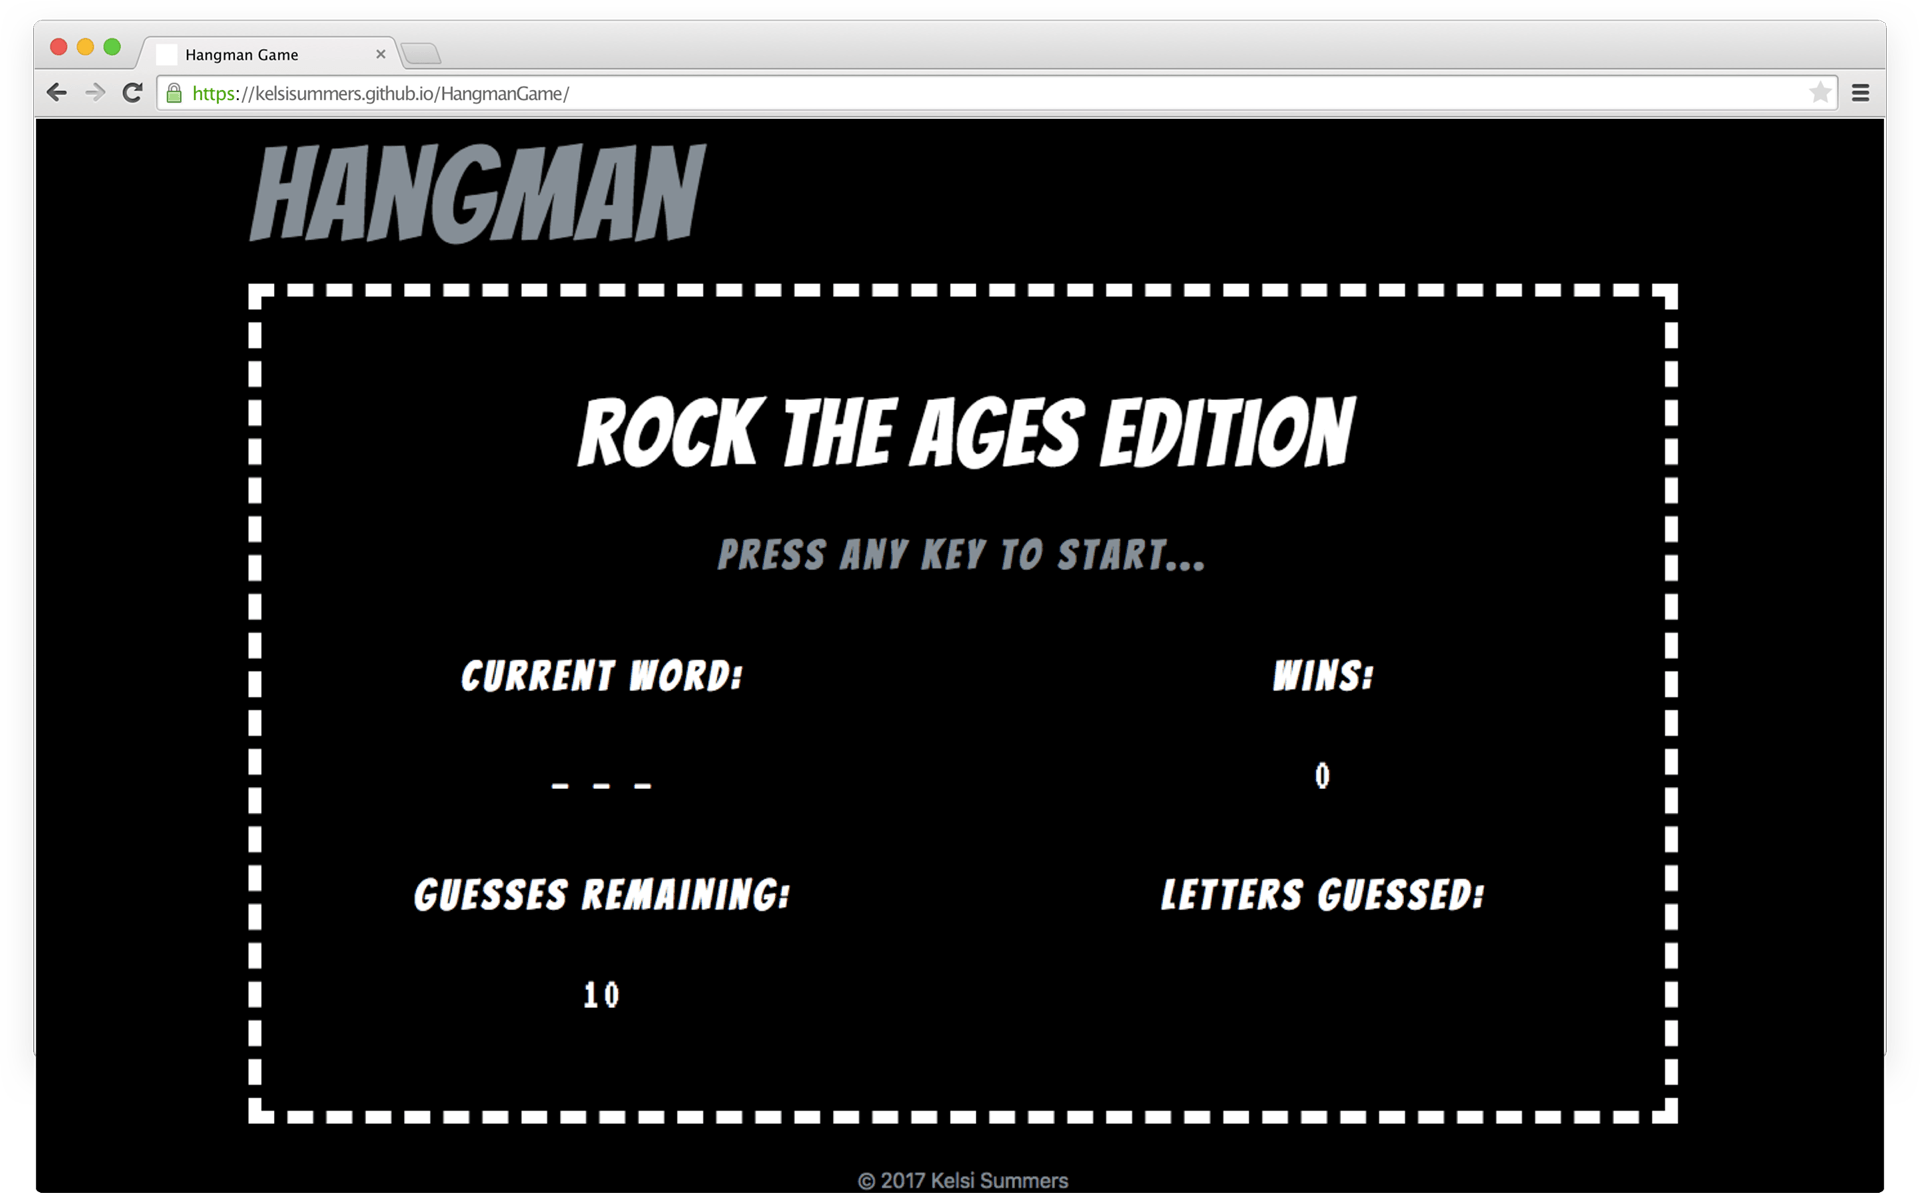 Hangman Game
https://kelsisummers.github.io/HangmanGame/
HANGMAN
ROCK THE AGES EDITION
PRESS ANY KEY TO START...
CURRENT WORD:
WINS:
_ _ _
0
GUESSES REMAINING:
LETTERS GUESSED:
10
© 2017 Kelsi Summers